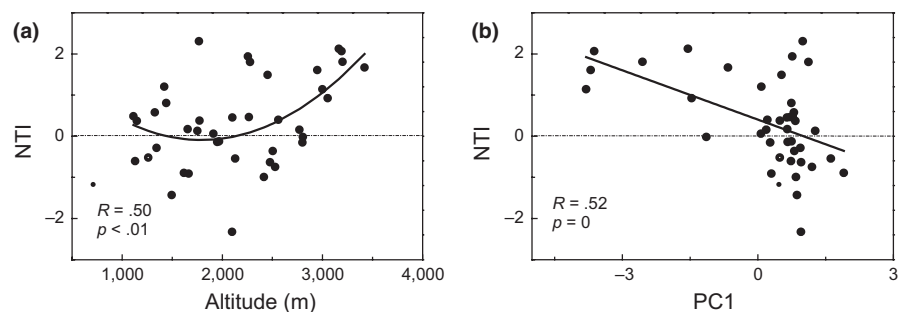 (a)
NTI
2
0
–2
R = .50
p < .01
1,000 2,000 3,000 4,000
Altitude (m)
(b)
NTI
2
0
–2
R = .52
p = 0
–3 0 3
PC1